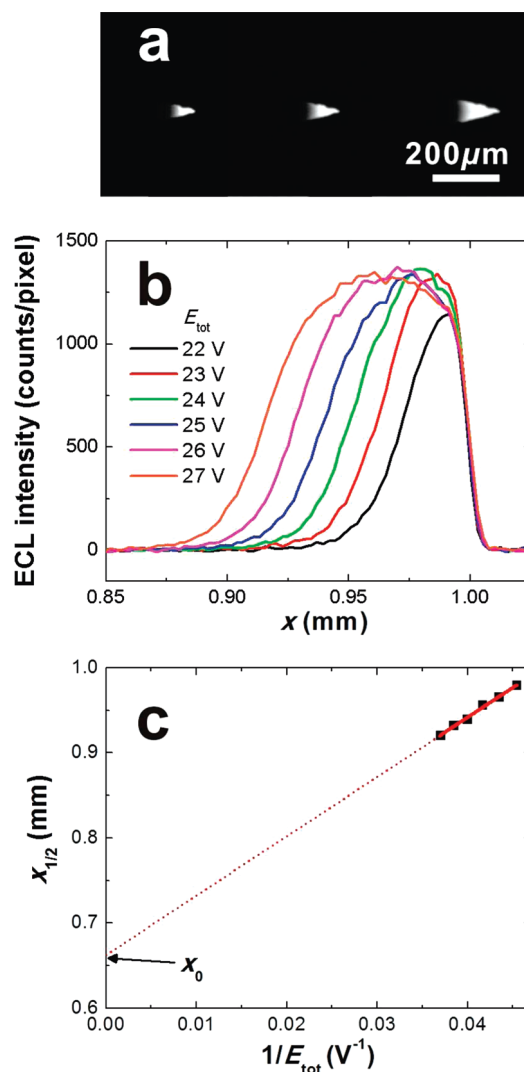 a
200µm
b
ECL intensity (counts/pixel)
1500
1000
500
0
E_tot
22 V
23 V
24 V
25 V
26 V
27 V
0.85 0.90 0.95 1.00
x (mm)
c
x_1/2 (mm)
1.0
0.9
0.8
0.7
0.6
x_0
0.00 0.01 0.02 0.03 0.04
1/E_tot (V⁻¹)